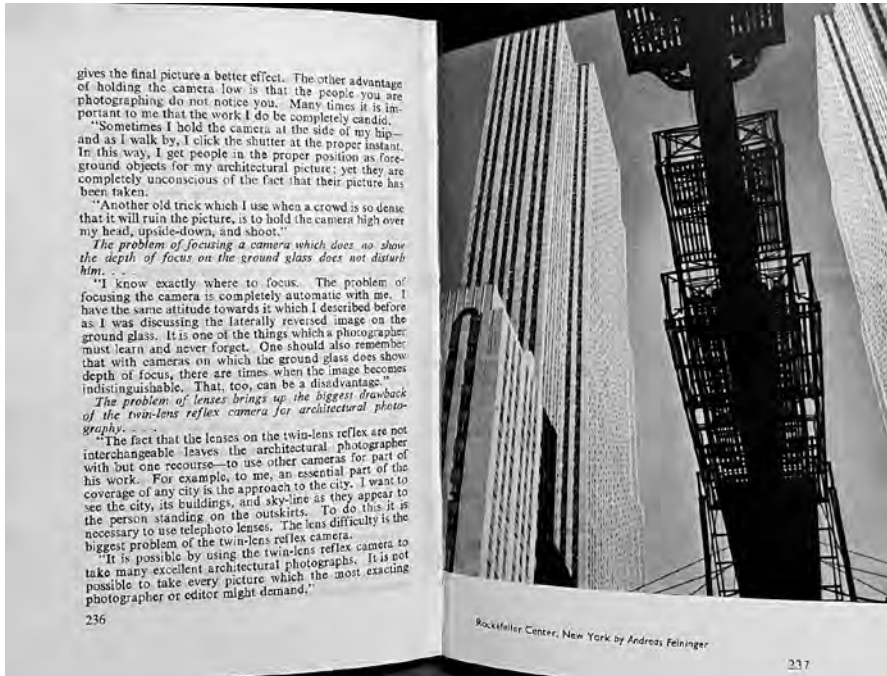 gives the final picture a better effect. The other advantage
of holding the camera low is that the people you are
photographing do not notice you. Many times it is im-
portant to me that the work I do be completely candid.
"Sometimes I hold the camera at the side of my hip—
and as I walk by, I click the shutter at the proper instant.
In this way, I get people in the proper position as fore-
ground objects for my architectural picture; yet they are
completely unconscious of the fact that their picture has
been taken.
"Another old trick which I use when a crowd is so dense
that it will ruin the picture, is to hold the camera high over
my head, upside-down, and shoot."
The problem of focusing a camera which does no show
the depth of focus on the ground glass does not disturb
him. . . .
"I know exactly where to focus. The problem of
focusing the camera is completely automatic with me. I
have the same attitude towards it which I described before
as I was discussing the laterally reversed image on the
ground glass. It is one of the things which a photographer
must learn and never forget. One should also remember
that with cameras on which the ground glass does show
depth of focus, there are times when the image becomes
indistinguishable. That, too, can be a disadvantage."
The problem of lenses brings up the biggest drawback
of the twin-lens reflex camera for architectural photo-
graphy. . . .
"The fact that the lenses on the twin-lens reflex are not
interchangeable leaves the architectural photographer
with but one recourse—to use other cameras for part of
his work. For example, to me, an essential part of the
coverage of any city is the approach to the city. I want to
see the city, its buildings, and sky-line as they appear to
the person standing on the outskirts. To do this it is
necessary to use telephoto lenses. The lens difficulty is the
biggest problem of the twin-lens reflex camera.
"It is possible by using the twin-lens reflex camera to
take many excellent architectural photographs. It is not
possible to take every picture which the most exacting
photographer or editor might demand."
236
Rockefeller Center, New York by Andreas Feininger
237